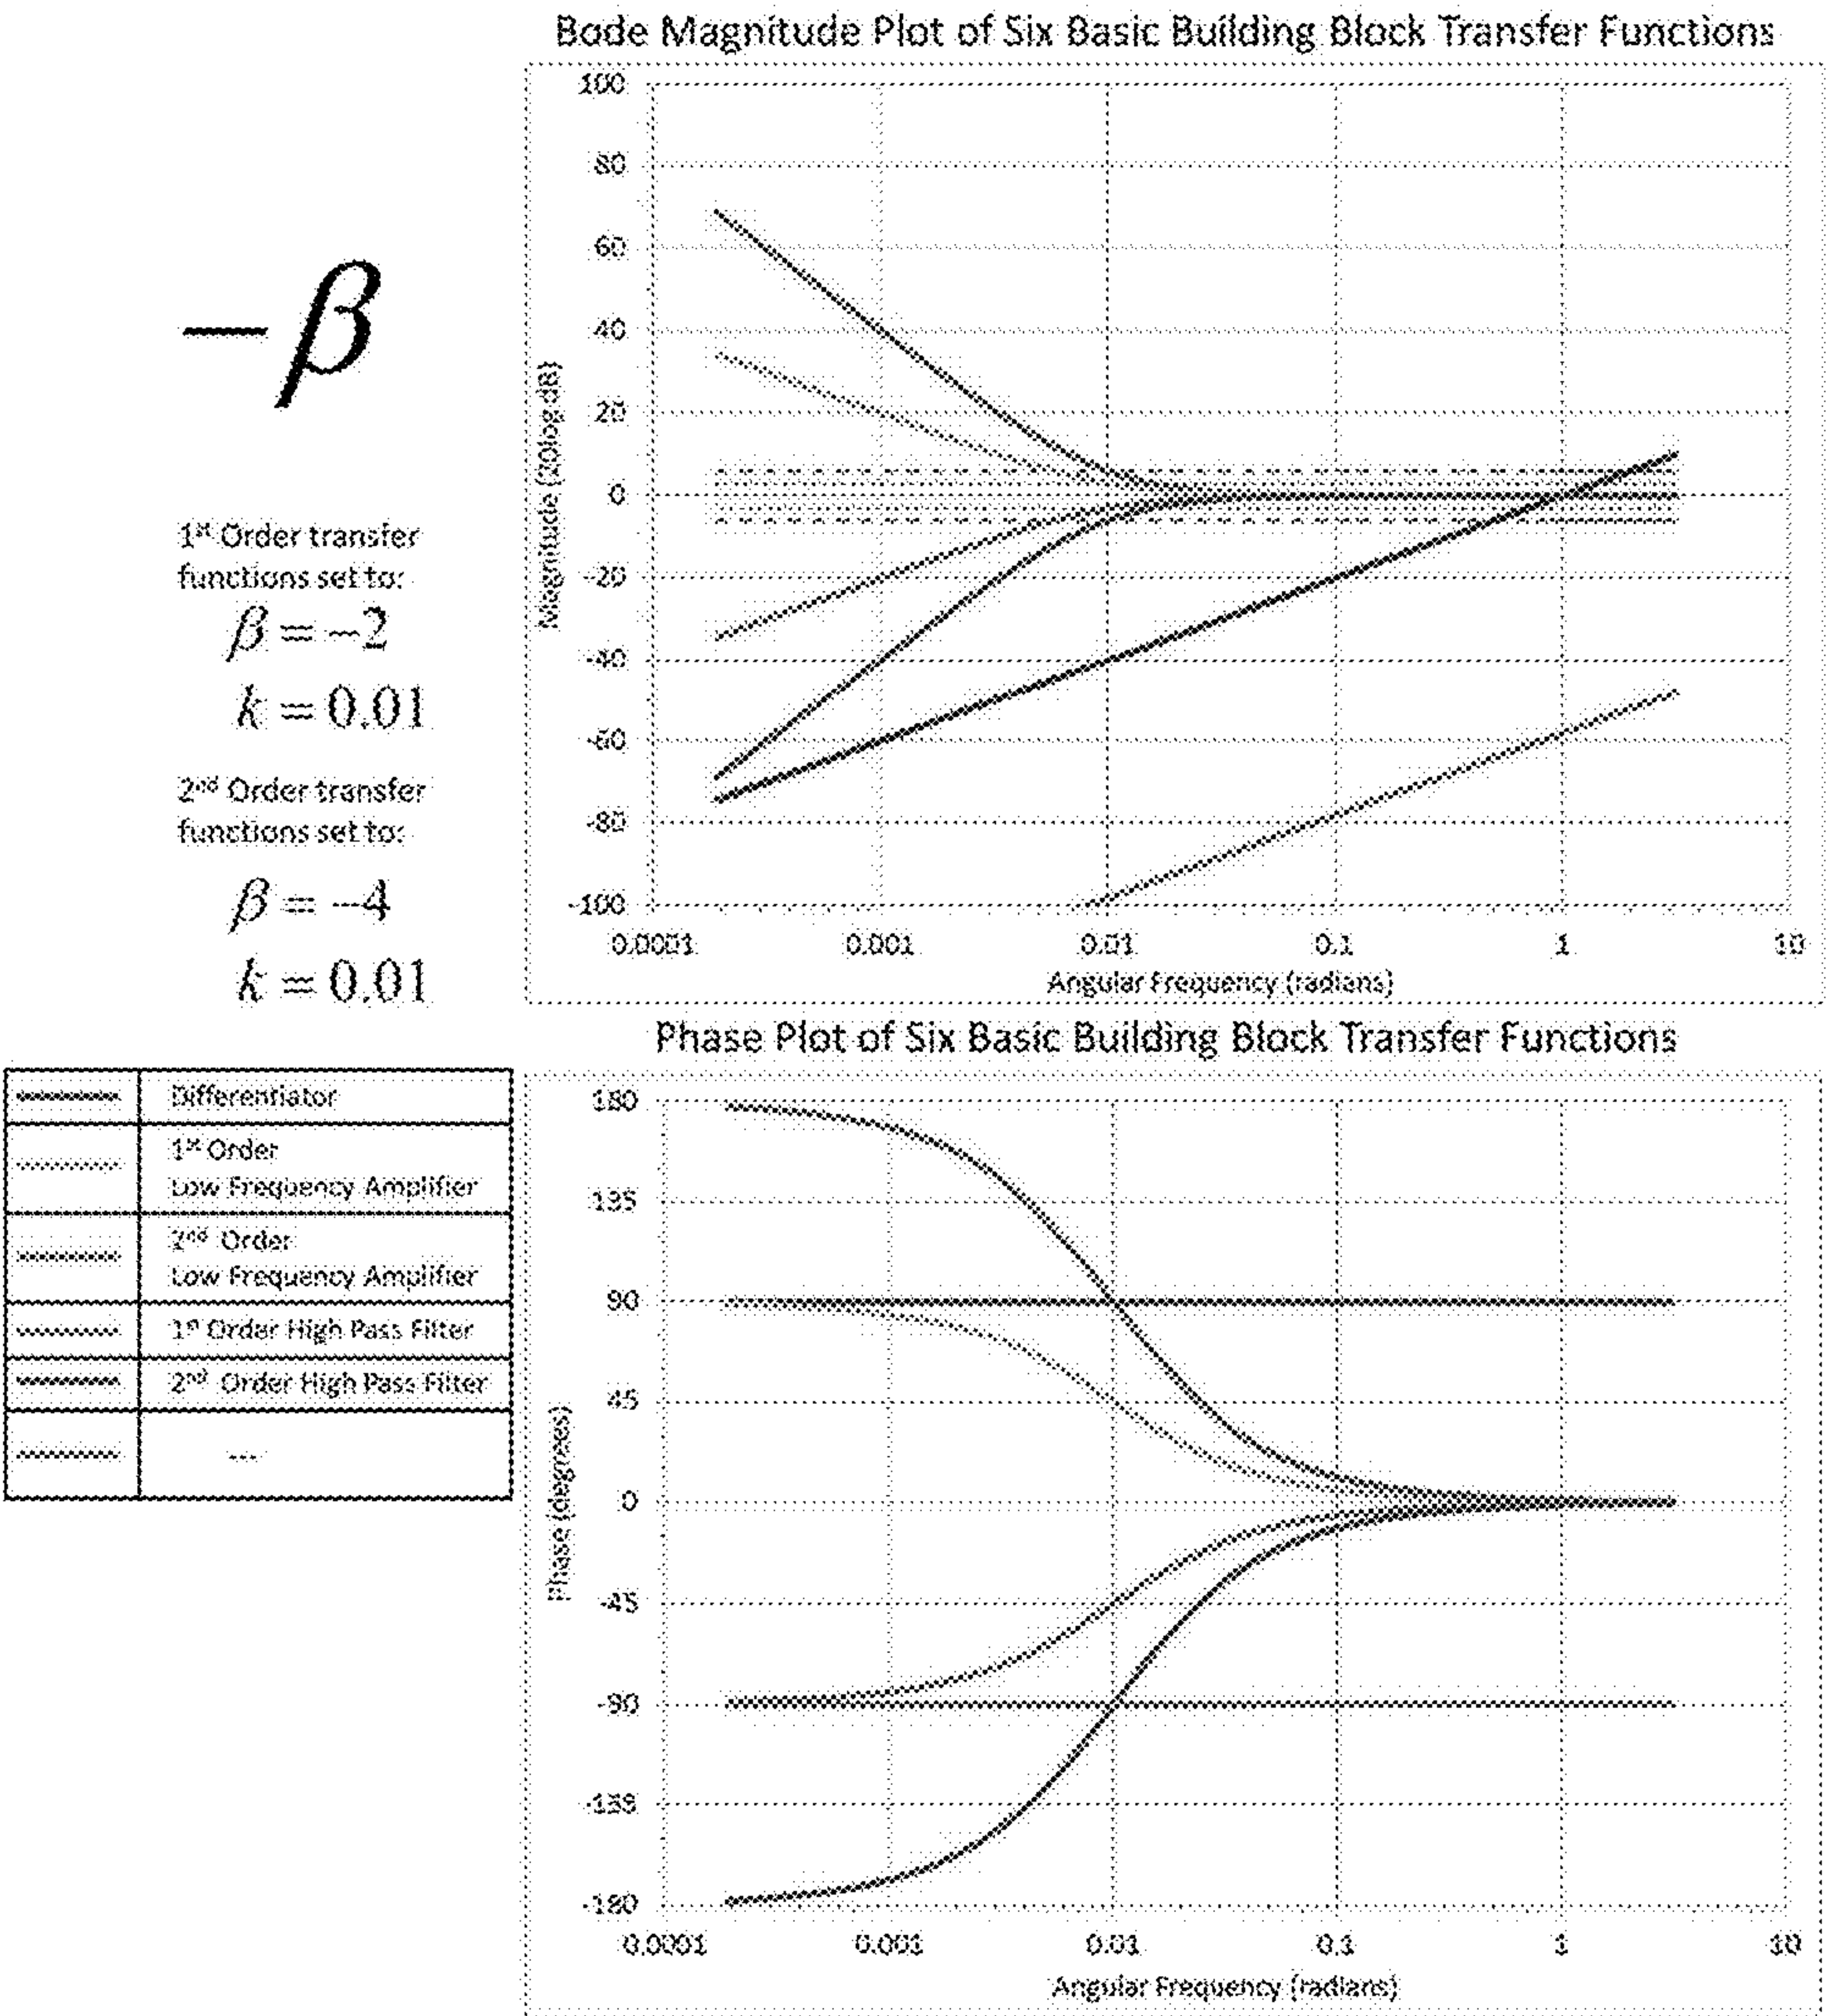 Bode Magnitude Plot of Six Basic Building Block Transfer Functions
−β
1st Order transfer
functions set to:
β = −2
k = 0.01
2nd Order transfer
functions set to:
β = −4
k = 0.01
Magnitude (20log dB)
100
80
60
40
20
0
-20
-40
-60
-80
-100
0.0001 0.001 0.01 0.1 1 10
Angular Frequency (radians)
Phase Plot of Six Basic Building Block Transfer Functions
Differentiator
1st Order
Low Frequency Amplifier
2nd Order
Low Frequency Amplifier
1st Order High Pass Filter
2nd Order High Pass Filter
---
Phase (degrees)
180
135
90
45
0
-45
-90
-135
-180
0.0001 0.001 0.01 0.1 1 10
Angular Frequency (radians)